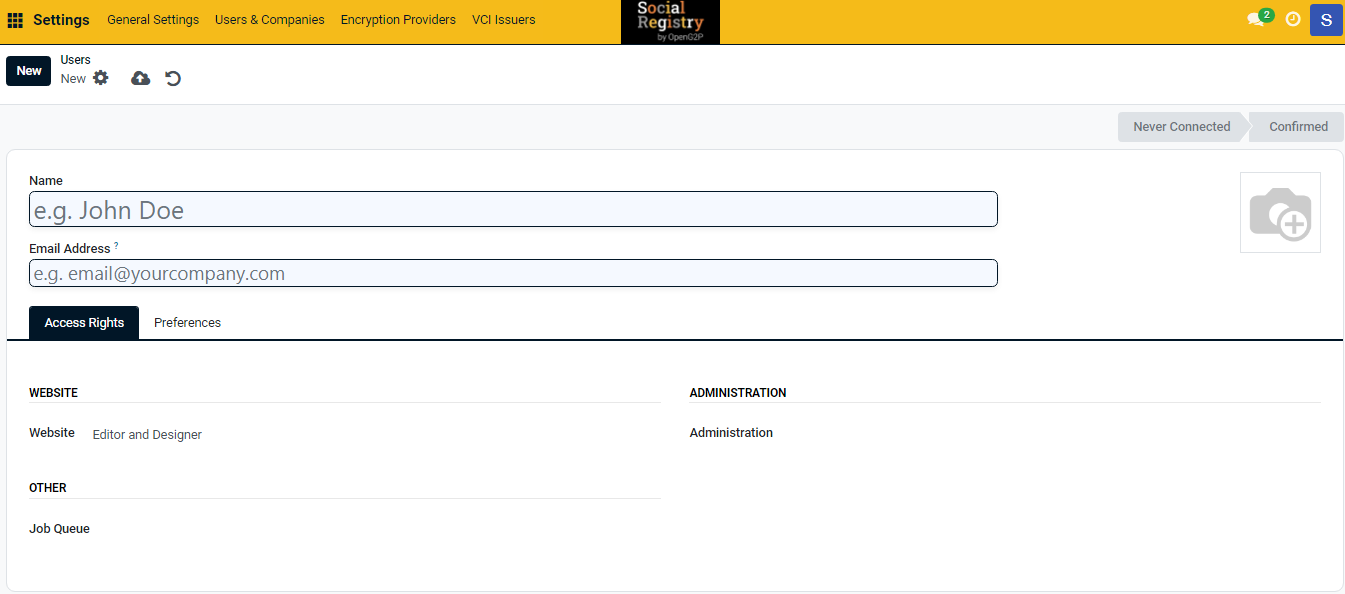 Settings General Settings Users & Companies Encryption Providers VCI Issuers
Social
Registry
by OpenG2P
2
S
New
Users
New
Never Connected Confirmed
Name
e.g. John Doe
Email Address ?
e.g. email@yourcompany.com
Access Rights Preferences
WEBSITE
Website Editor and Designer
ADMINISTRATION
Administration
OTHER
Job Queue